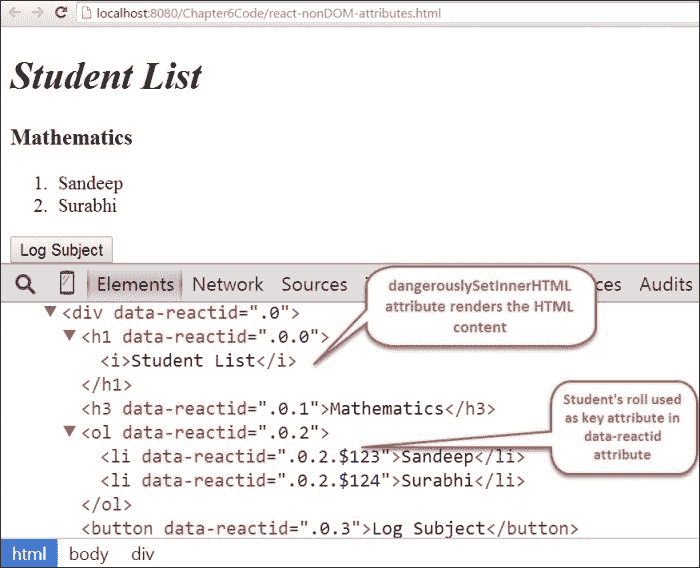 localhost:8080/Chapter6Code/react-nonDOM-attributes.html
Student List
Mathematics
1. Sandeep
2. Surabhi
Log Subject
Elements Network Sources Audits
dangerouslySetInnerHTML
attribute renders the HTML
content
<div data-reactid=".0">
<h1 data-reactid=".0.0">
<i>Student List</i>
</h1>
<h3 data-reactid=".0.1">Mathematics</h3>
<ol data-reactid=".0.2">
<li data-reactid=".0.2.$123">Sandeep</li>
<li data-reactid=".0.2.$124">Surabhi</li>
</ol>
<button data-reactid=".0.3">Log Subject</button>
Student's roll used
as key attribute in
data-reactid
attribute
html body div